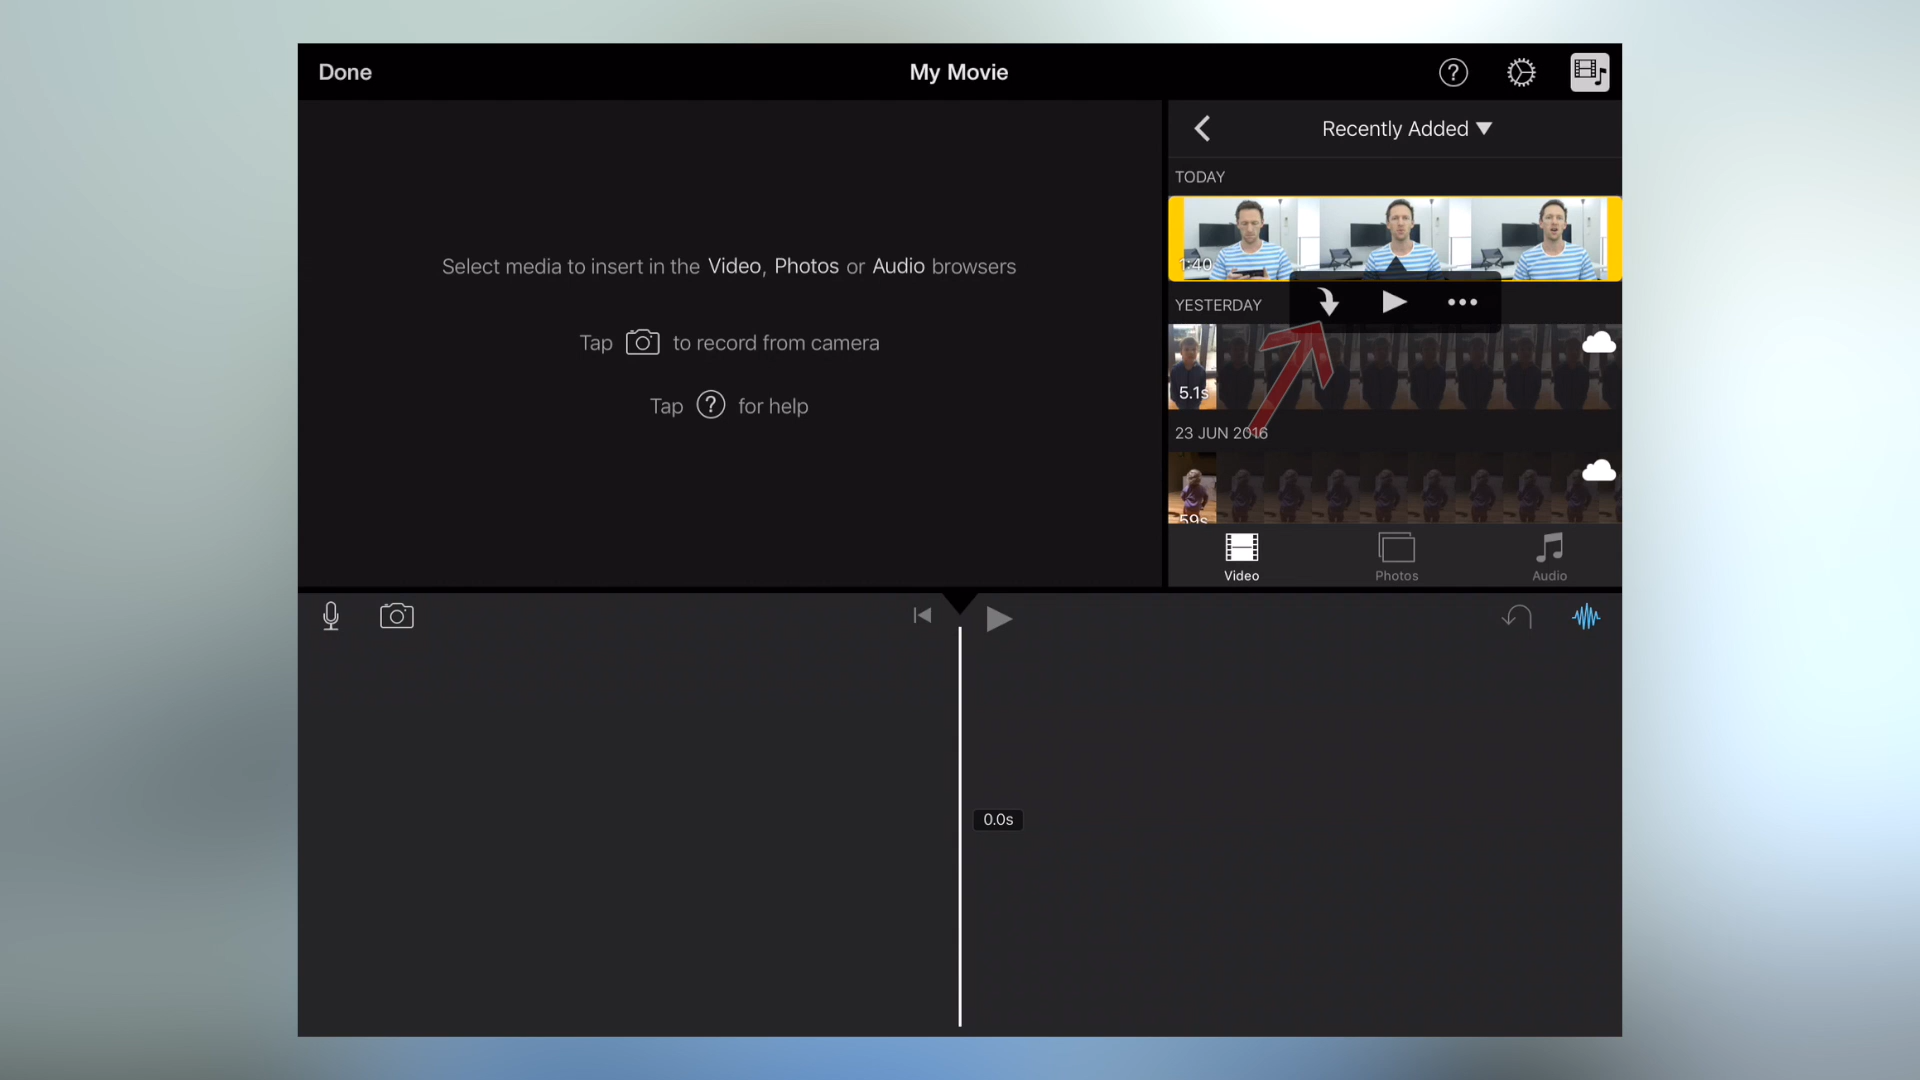 Done
My Movie
Recently Added
TODAY
1:40
YESTERDAY
5.1s
23 JUN 2016
59s
Select media to insert in the Video, Photos or Audio browsers
Tap to record from camera
Tap ? for help
Video
Photos
Audio
0.0s